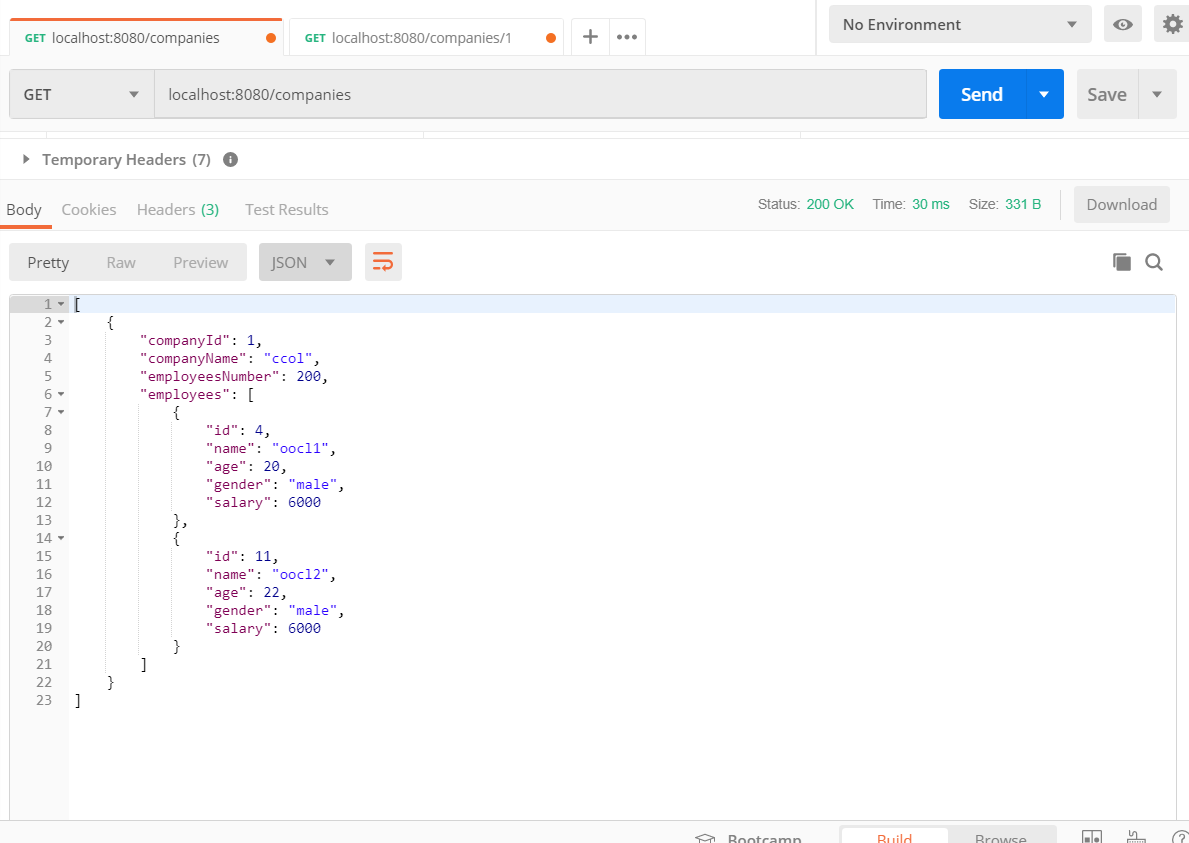 GET localhost:8080/companies GET localhost:8080/companies/1 No Environment
GET localhost:8080/companies Send Save
Temporary Headers (7)
Body Cookies Headers (3) Test Results Status: 200 OK Time: 30 ms Size: 331 B Download
Pretty Raw Preview JSON
1 [
2 {
3 "companyId": 1,
4 "companyName": "ccol",
5 "employeesNumber": 200,
6 "employees": [
7 {
8 "id": 4,
9 "name": "oocl1",
10 "age": 20,
11 "gender": "male",
12 "salary": 6000
13 },
14 {
15 "id": 11,
16 "name": "oocl2",
17 "age": 22,
18 "gender": "male",
19 "salary": 6000
20 }
21 ]
22 }
23 ]
Bootcamp Build Browse